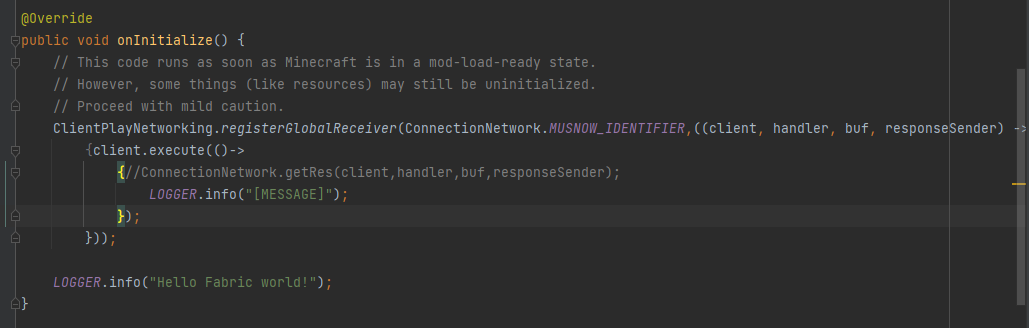 @Override
public void onInitialize() {
// This code runs as soon as Minecraft is in a mod-load-ready state.
// However, some things (like resources) may still be uninitialized.
// Proceed with mild caution.
ClientPlayNetworking.registerGlobalReceiver(ConnectionNetwork.MUSNOW_IDENTIFIER,((client, handler, buf, responseSender) ->
{client.execute(()->
{//ConnectionNetwork.getRes(client,handler,buf,responseSender);
LOGGER.info("[MESSAGE]");
});
}));
LOGGER.info("Hello Fabric world!");
}